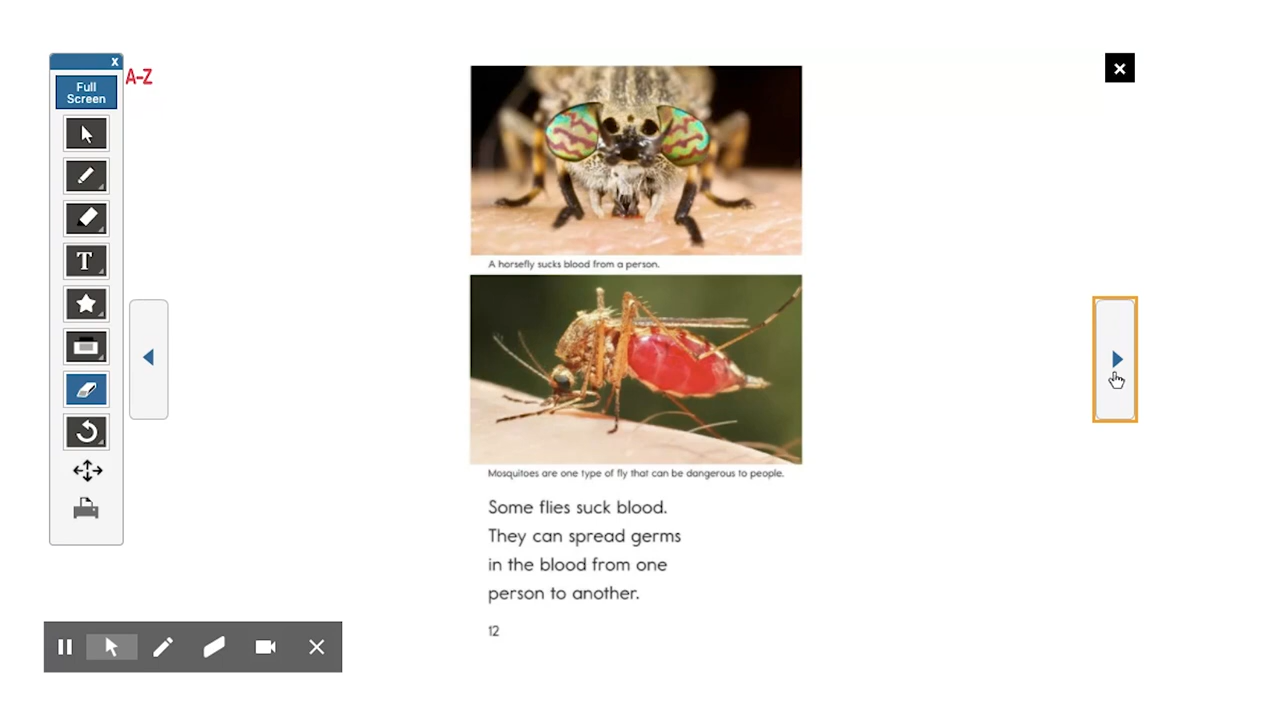 x
Full
Screen
A-Z
T
A horsefly sucks blood from a person.
Mosquitoes are one type of fly that can be dangerous to people.
Some flies suck blood.
They can spread germs
in the blood from one
person to another.
12